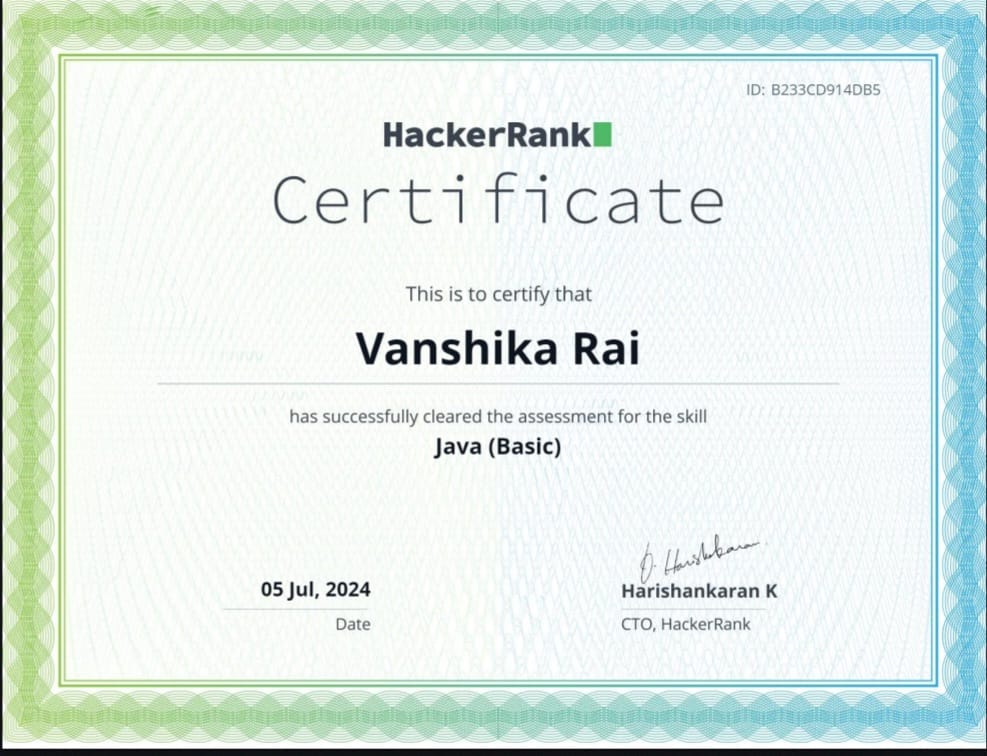 ID: B233CD914DB5
HackerRank
Certificate
This is to certify that
Vanshika Rai
has successfully cleared the assessment for the skill
Java (Basic)
Harishankaran
05 Jul, 2024
Harishankaran K
Date
CTO, HackerRank